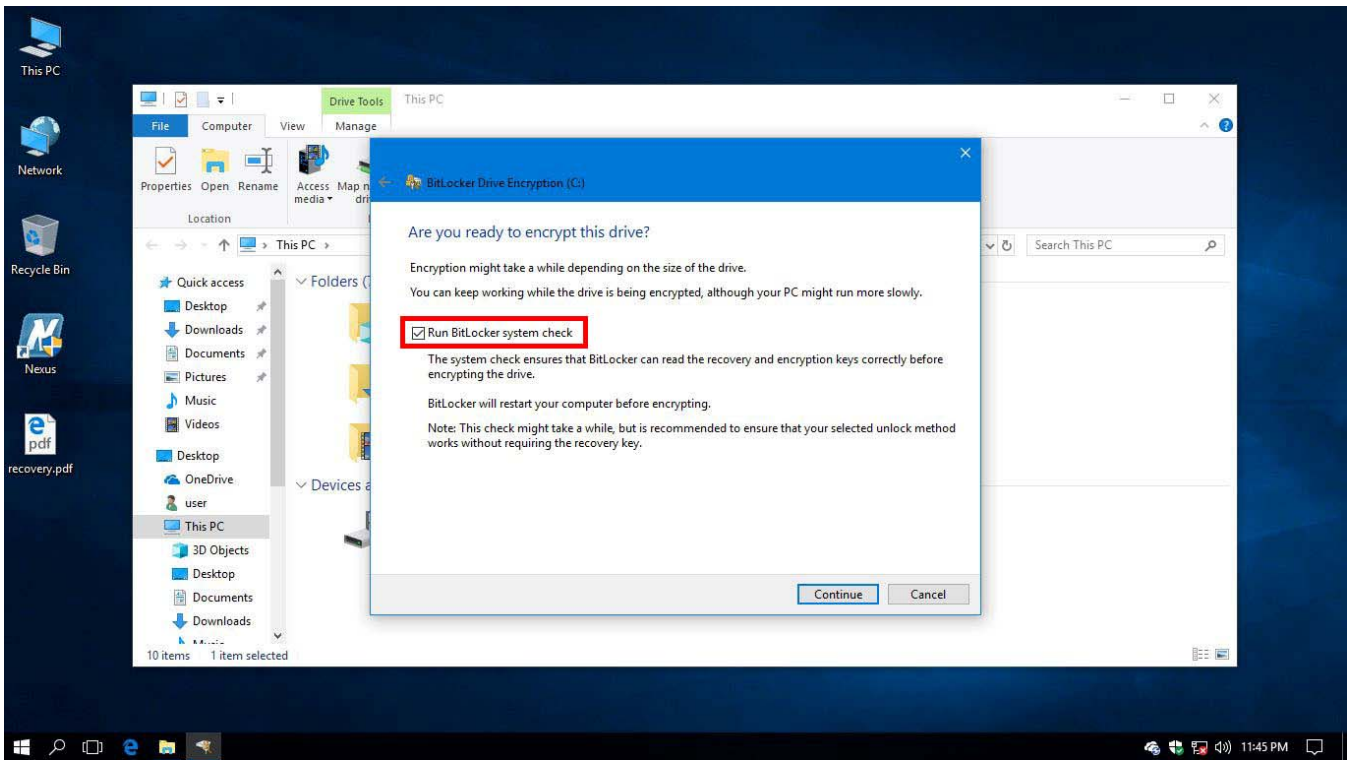 This PC
Network
Recycle Bin
Nexus
pdf
recovery.pdf
Drive Tools
This PC
File
Computer
View
Manage
Properties
Open
Rename
Access media
Map n
dri
Location
This PC
Search This PC
Quick access
Desktop
Downloads
Documents
Pictures
Music
Videos
Desktop
OneDrive
user
This PC
3D Objects
Desktop
Documents
Downloads
10 items
1 item selected
Folders (
Devices a
BitLocker Drive Encryption (C:)
Are you ready to encrypt this drive?
Encryption might take a while depending on the size of the drive.
You can keep working while the drive is being encrypted, although your PC might run more slowly.
Run BitLocker system check
The system check ensures that BitLocker can read the recovery and encryption keys correctly before
encrypting the drive.
BitLocker will restart your computer before encrypting.
Note: This check might take a while, but is recommended to ensure that your selected unlock method
works without requiring the recovery key.
Continue
Cancel
11:45 PM